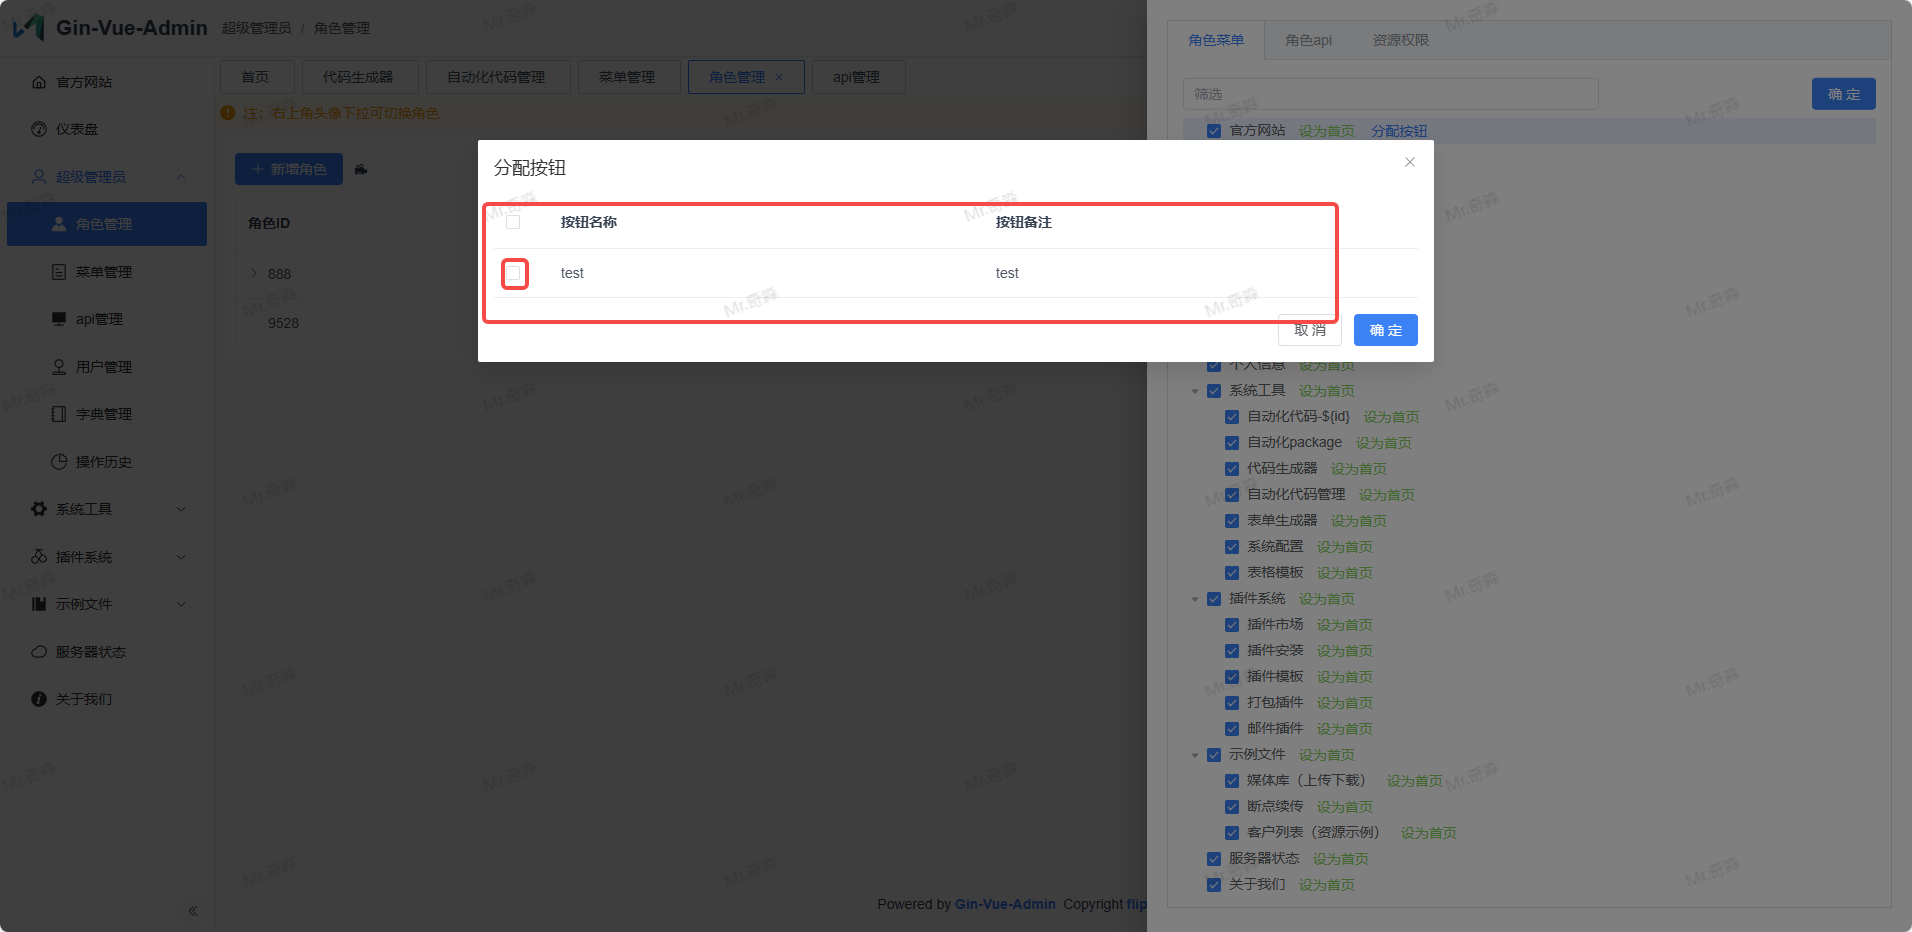 Gin-Vue-Admin 超级管理员 / 角色管理
官方网站
仪表盘
超级管理员
角色管理
菜单管理
api管理
用户管理
字典管理
操作历史
系统工具
插件系统
示例文件
服务器状态
关于我们
首页 代码生成器 自动化代码管理 菜单管理 角色管理 × api管理
注：右上角头像下拉可切换角色
+ 新增角色
角色ID
888
9528
分配按钮
按钮名称 按钮备注
test test
取消 确定
角色菜单 角色api 资源权限
筛选 确定
官方网站 设为首页 分配按钮
个人信息 设为首页
系统工具 设为首页
自动化代码-${id} 设为首页
自动化package 设为首页
代码生成器 设为首页
自动化代码管理 设为首页
表单生成器 设为首页
系统配置 设为首页
表格模板 设为首页
插件系统 设为首页
插件市场 设为首页
插件安装 设为首页
插件模板 设为首页
打包插件 设为首页
邮件插件 设为首页
示例文件 设为首页
媒体库（上传下载） 设为首页
断点续传 设为首页
客户列表（资源示例） 设为首页
服务器状态 设为首页
关于我们 设为首页
Powered by Gin-Vue-Admin Copyright flip
Mr.奇淼